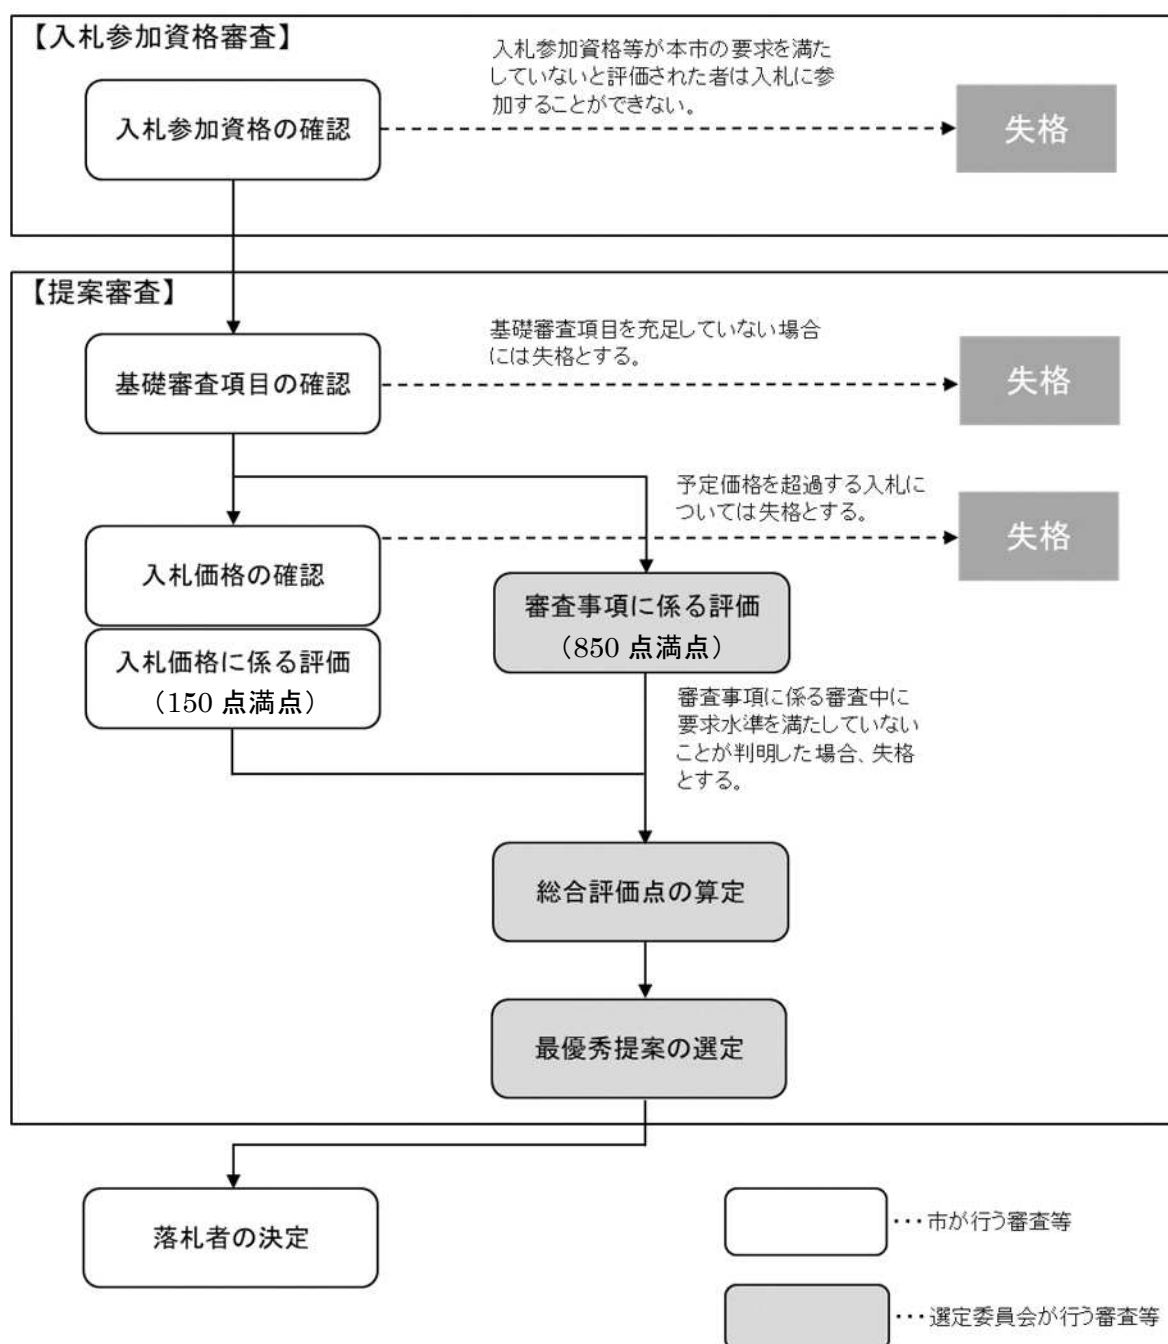 【入札参加資格審査】
入札参加資格等が本市の要求を満た
していないと評価された者は入札に参
加することができない。
入札参加資格の確認
失格
【提案審査】
基礎審査項目を充足していない場合
には失格とする。
基礎審査項目の確認
失格
予定価格を超過する入札に
ついては失格とする。
失格
入札価格の確認
審査事項に係る評価
（850 点満点）
入札価格に係る評価
（150 点満点）
審査事項に係る審査中に
要求水準を満たしていない
ことが判明した場合、失格
とする。
総合評価点の算定
最優秀提案の選定
落札者の決定
・・・市が行う審査等
・・・選定委員会が行う審査等